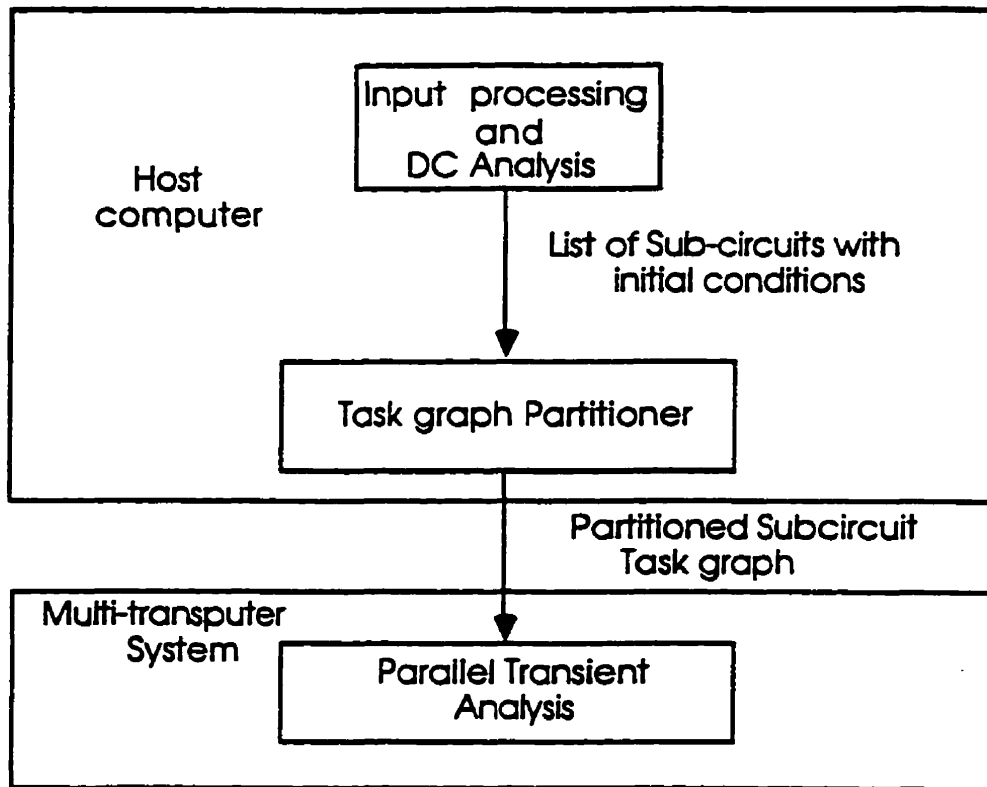 Input processing
and
DC Analysis
Host
computer
List of Sub-circuits with
initial conditions
Task graph Partitioner
Partitioned Subcircuit
Task graph
Multi-transputer
System
Parallel Transient
Analysis